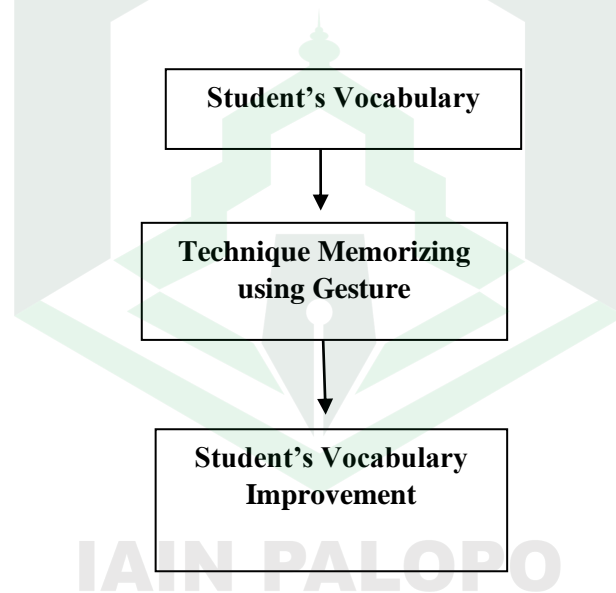 Student's Vocabulary
Technique Memorizing
using Gesture
Student's Vocabulary
Improvement
IAIN PALOPO